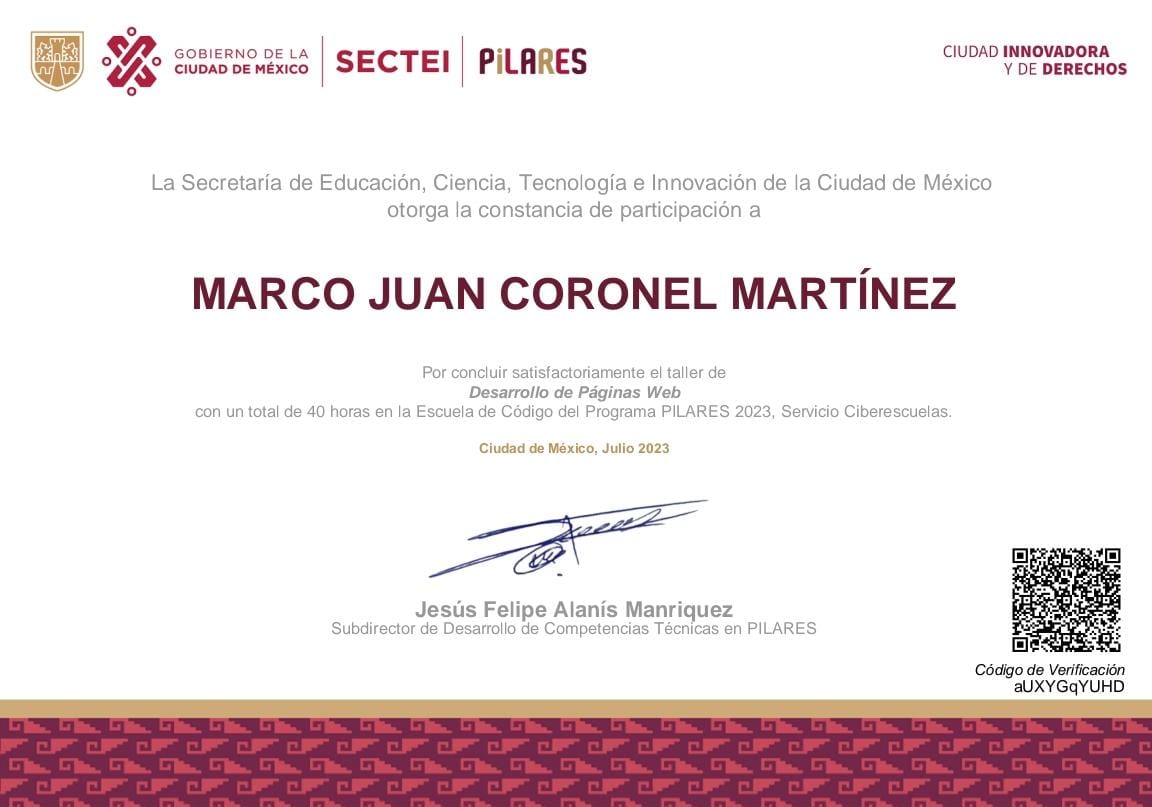 GOBIERNO DE LA
CIUDAD DE MÉXICO
SECTEI
PiLARES
CIUDAD INNOVADORA
Y DE DERECHOS
La Secretaría de Educación, Ciencia, Tecnología e Innovación de la Ciudad de México
otorga la constancia de participación a
MARCO JUAN CORONEL MARTÍNEZ
Por concluir satisfactoriamente el taller de
Desarrollo de Páginas Web
con un total de 40 horas en la Escuela de Código del Programa PILARES 2023, Servicio Ciberescuelas.
Ciudad de México, Julio 2023
Jesús Felipe Alanís Manriquez
Subdirector de Desarrollo de Competencias Técnicas en PILARES
Código de Verificación
aUXYGqYUHD